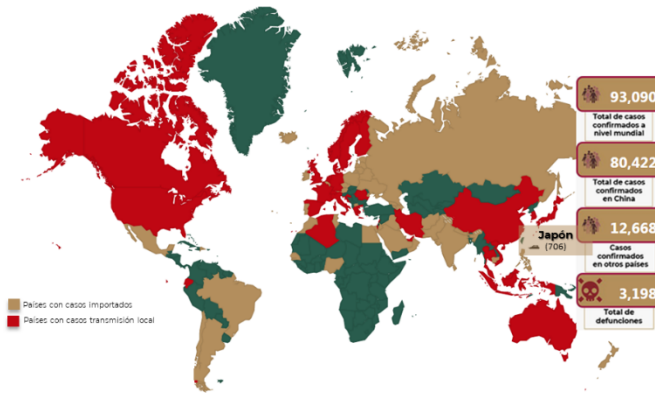 93,090
Total de casos
confirmados a
nivel mundial
80,422
Total de casos
confirmados
en China
Japón
(706)
12,668
Casos
confirmados
en otros países
3,198
Total de
defunciones
Países con casos importados
Países con casos transmisión local